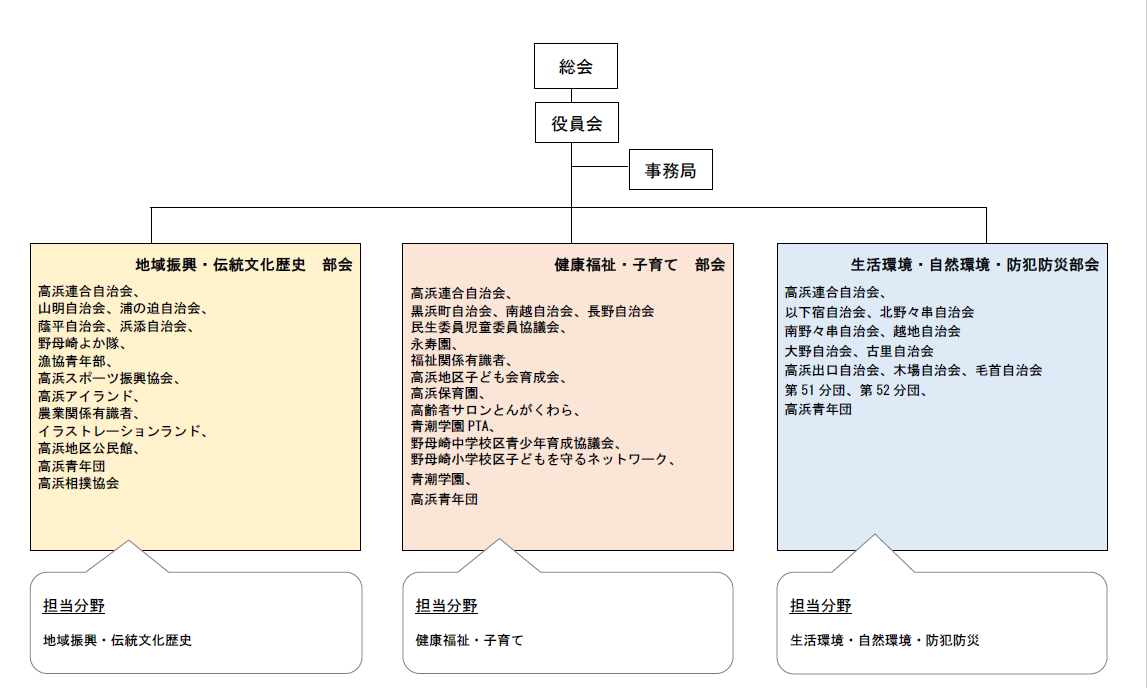 総会
役員会
事務局
地域振興・伝統文化歴史　部会
高浜連合自治会、
山明自治会、浦の迫自治会、
蔭平自治会、浜添自治会、
野母崎よか隊、
漁協青年部、
高浜スポーツ振興協会、
高浜アイランド、
農業関係有識者、
イラストレーションランド、
高浜地区公民館、
高浜青年団
高浜相撲協会
担当分野
地域振興・伝統文化歴史
健康福祉・子育て　部会
高浜連合自治会、
黒浜町自治会、南越自治会、長野自治会
民生委員児童委員協議会、
永寿園、
福祉関係有識者、
高浜地区子ども会育成会、
高浜保育園、
高齢者サロンとんがくわら、
青潮学園 PTA、
野母崎中学校区青少年育成協議会、
野母崎小学校区子どもを守るネットワーク、
青潮学園、
高浜青年団
担当分野
健康福祉・子育て
生活環境・自然環境・防犯防災部会
高浜連合自治会、
以下宿自治会、北野々串自治会
南野々串自治会、越地自治会
大野自治会、古里自治会
高浜出口自治会、木場自治会、毛首自治会
第 51 分団、第 52 分団、
高浜青年団
担当分野
生活環境・自然環境・防犯防災